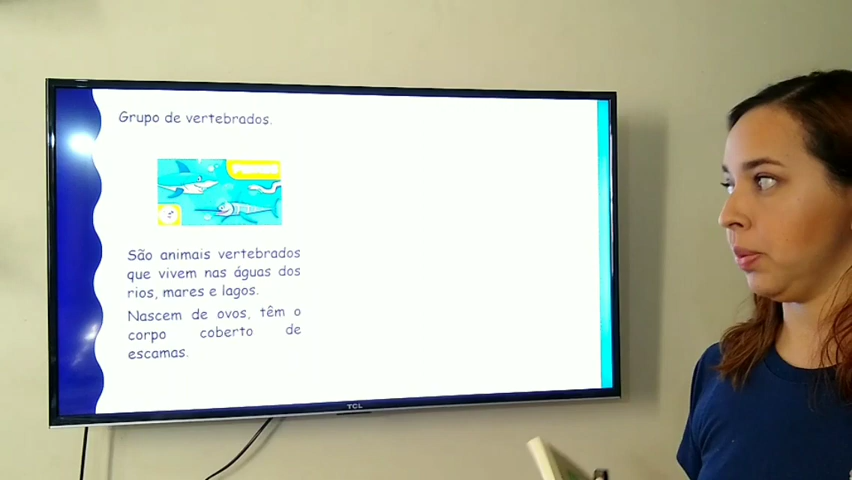 Grupo de vertebrados.
São animais vertebrados
que vivem nas águas dos
rios, mares e lagos.
Nascem de ovos, têm o
corpo coberto de
escamas.
TCL